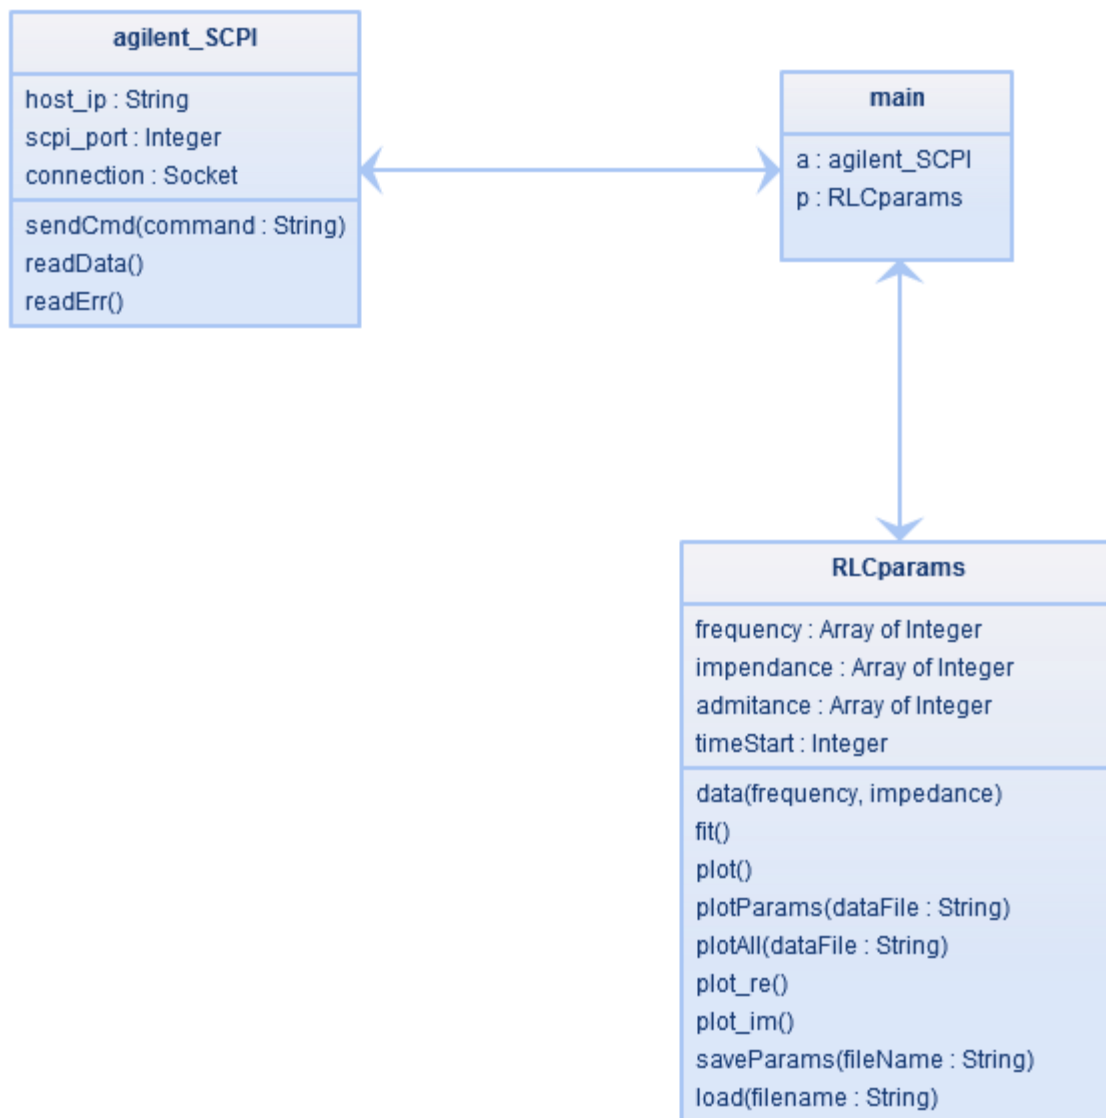 agilent_SCPI
host_ip : String
scpi_port : Integer
connection : Socket
sendCmd(command : String)
readData()
readErr()
main
a : agilent_SCPI
p : RLCparams
RLCparams
frequency : Array of Integer
impendance : Array of Integer
admitance : Array of Integer
timeStart : Integer
data(frequency, impedance)
fit()
plot()
plotParams(dataFile : String)
plotAll(dataFile : String)
plot_re()
plot_im()
saveParams(fileName : String)
load(filename : String)